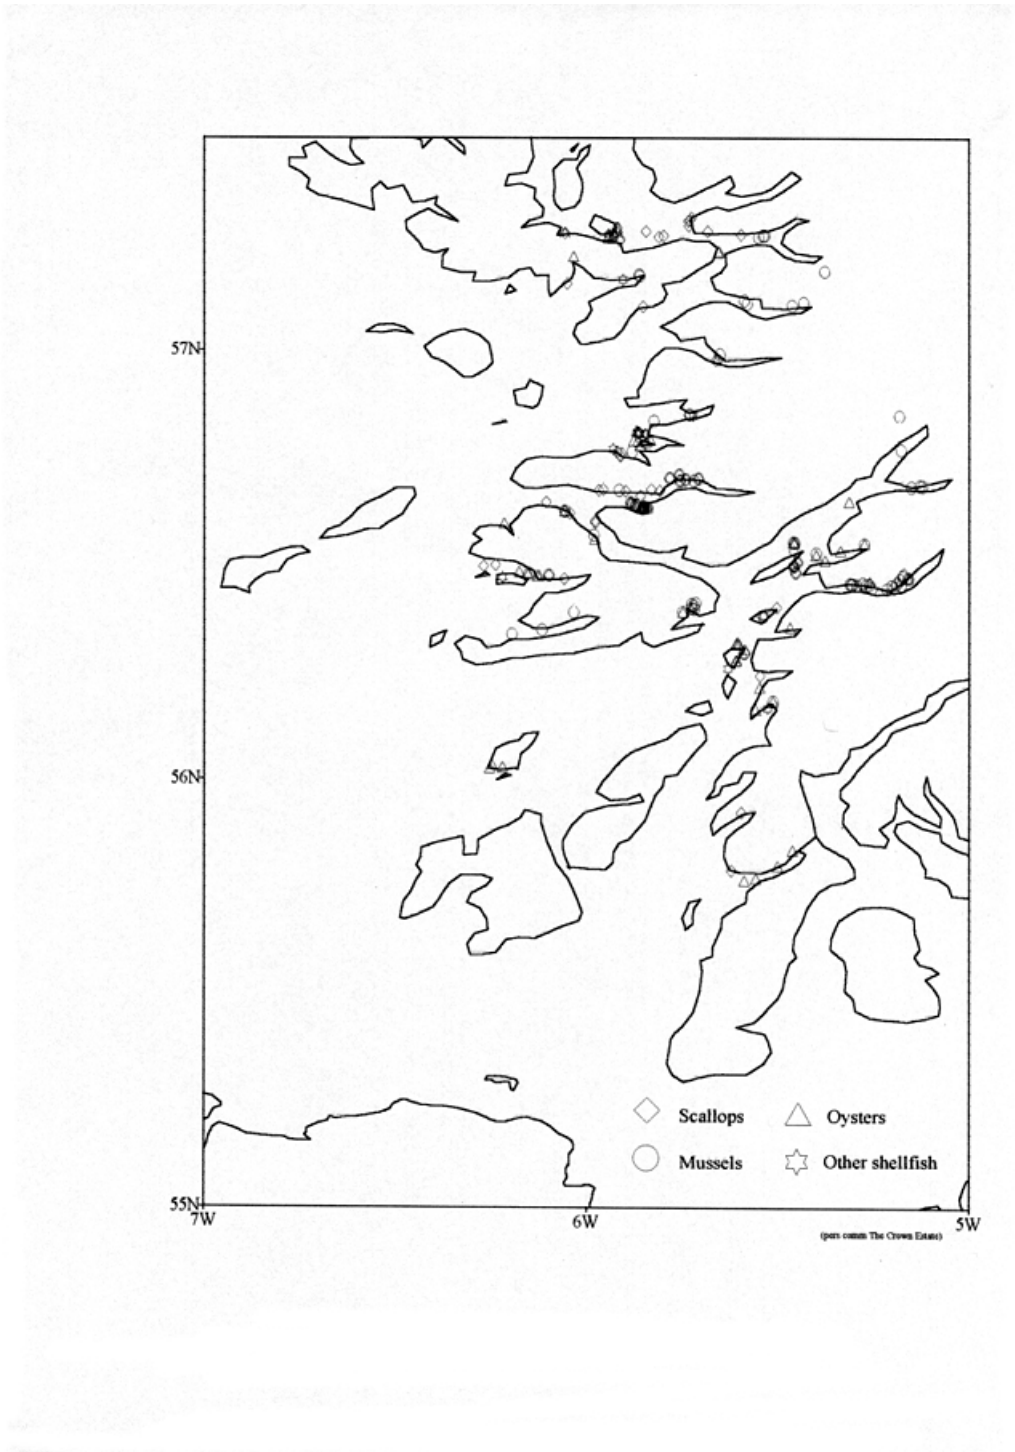 57N
56N
55N
7W
6W
5W
Scallops
Oysters
Mussels
Other shellfish
(pers comm The Crown Estate)